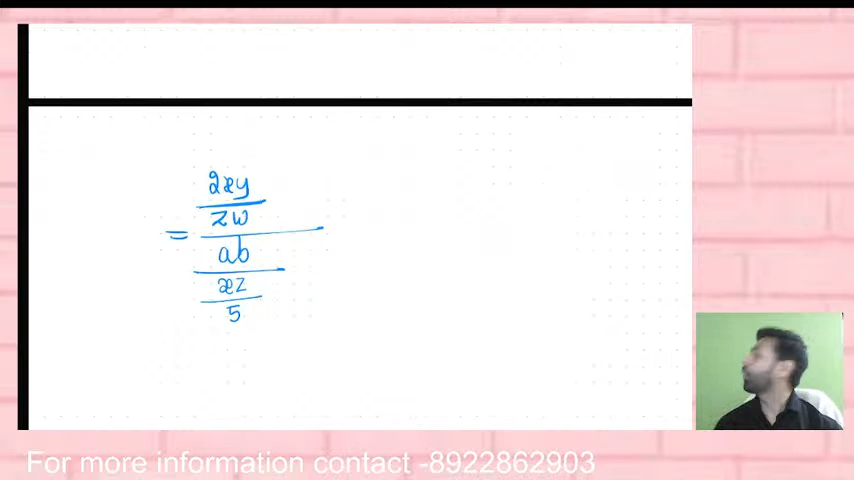 2xy
zw
=
ab
xz
5
For more information contact -8922862903